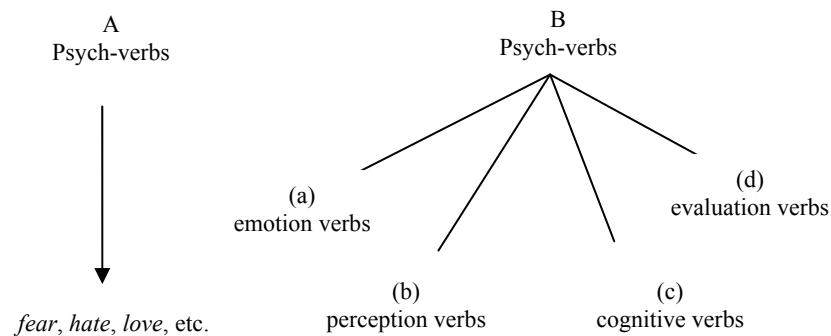 A
Psych-verbs
B
Psych-verbs
(a)
emotion verbs
(d)
evaluation verbs
fear, hate, love, etc.
(b)
perception verbs
(c)
cognitive verbs